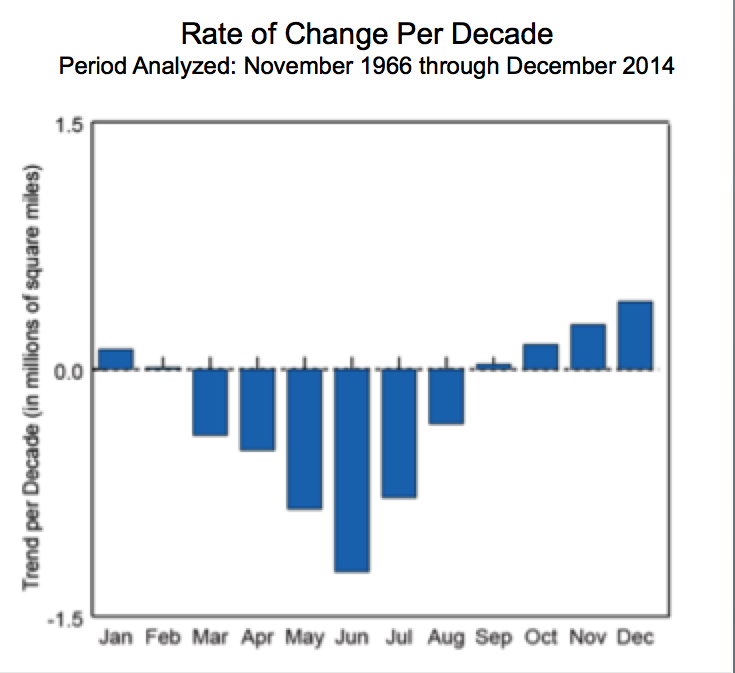 Rate of Change Per Decade
Period Analyzed: November 1966 through December 2014
1.5
Trend per Decade (in millions of square miles)
0.0
-1.5
Jan Feb Mar Apr May Jun Jul Aug Sep Oct Nov Dec